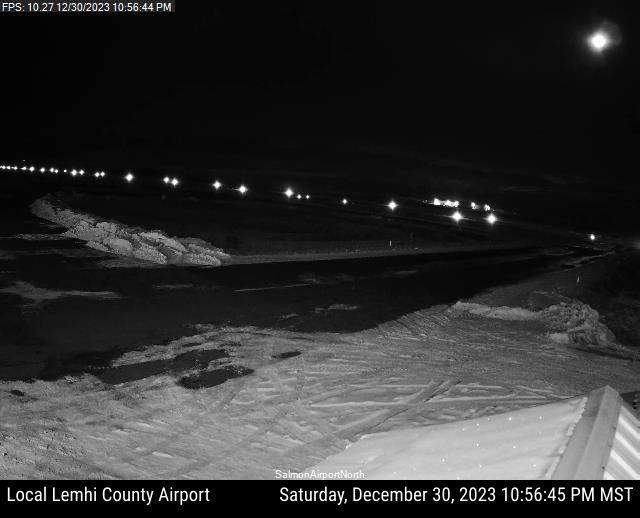 FPS: 10.27 12/30/2023 10:56:44 PM
SalmonAirportNorth
Local Lemhi County Airport Saturday, December 30, 2023 10:56:45 PM MST